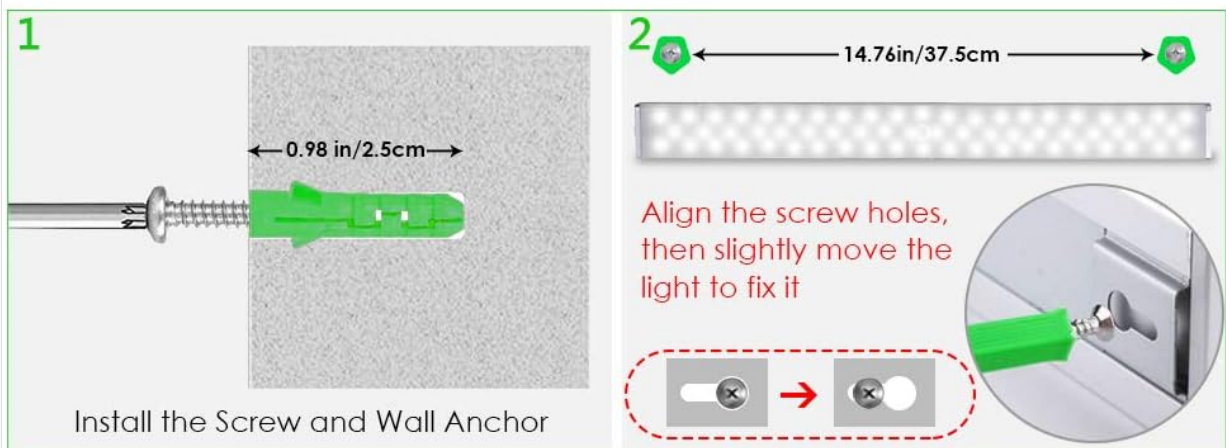 1
0.98 in/2.5cm
Install the Screw and Wall Anchor
2
14.76in/37.5cm
Align the screw holes,
then slightly move the
light to fix it